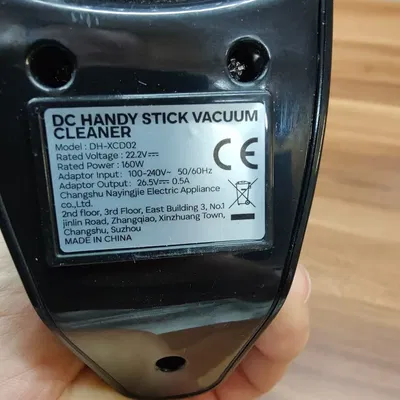 DC HANDY STICK VACUUM
CLEANER
Model : DH-XCD02
Rated Voltage : 22.2V⎓
Rated Power : 160W
Adaptor Input : 100-240V~ 50/60Hz
Adaptor Output : 26.5V⎓0.5A
Changshu Nayingjie Electric Appliance
co.,Ltd.
2nd floor, 3rd Floor, East Building 3, No.1
jinlin Road, Zhangqiao, Xinzhuang Town,
Changshu, Suzhou
MADE IN CHINA
CE